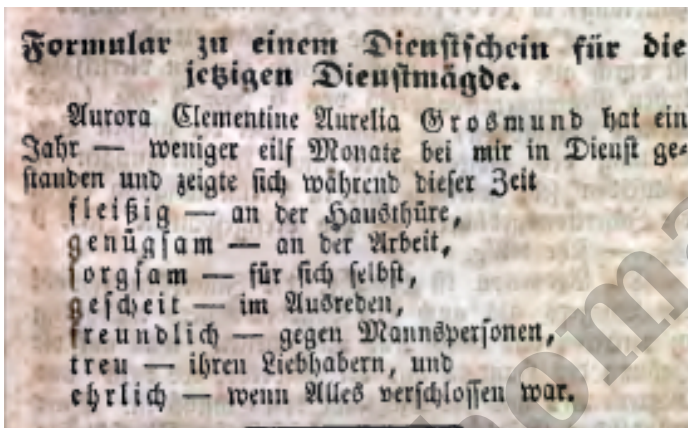 Formular zu einem Dienstschein für die
jetzigen Dienstmägde.
Aurora Clementine Aurelia Grosmund hat ein
Jahr — weniger eilf Monate bei mir in Dienst ge-
standen und zeigte sich während dieser Zeit
fleißig — an der Hausthüre,
genügsam — an der Arbeit,
sorgsam — für sich selbst,
gescheit — im Ausreden,
freundlich — gegen Mannspersonen,
treu — ihren Liebhabern, und
ehrlich — wenn Alles verschlossen war.